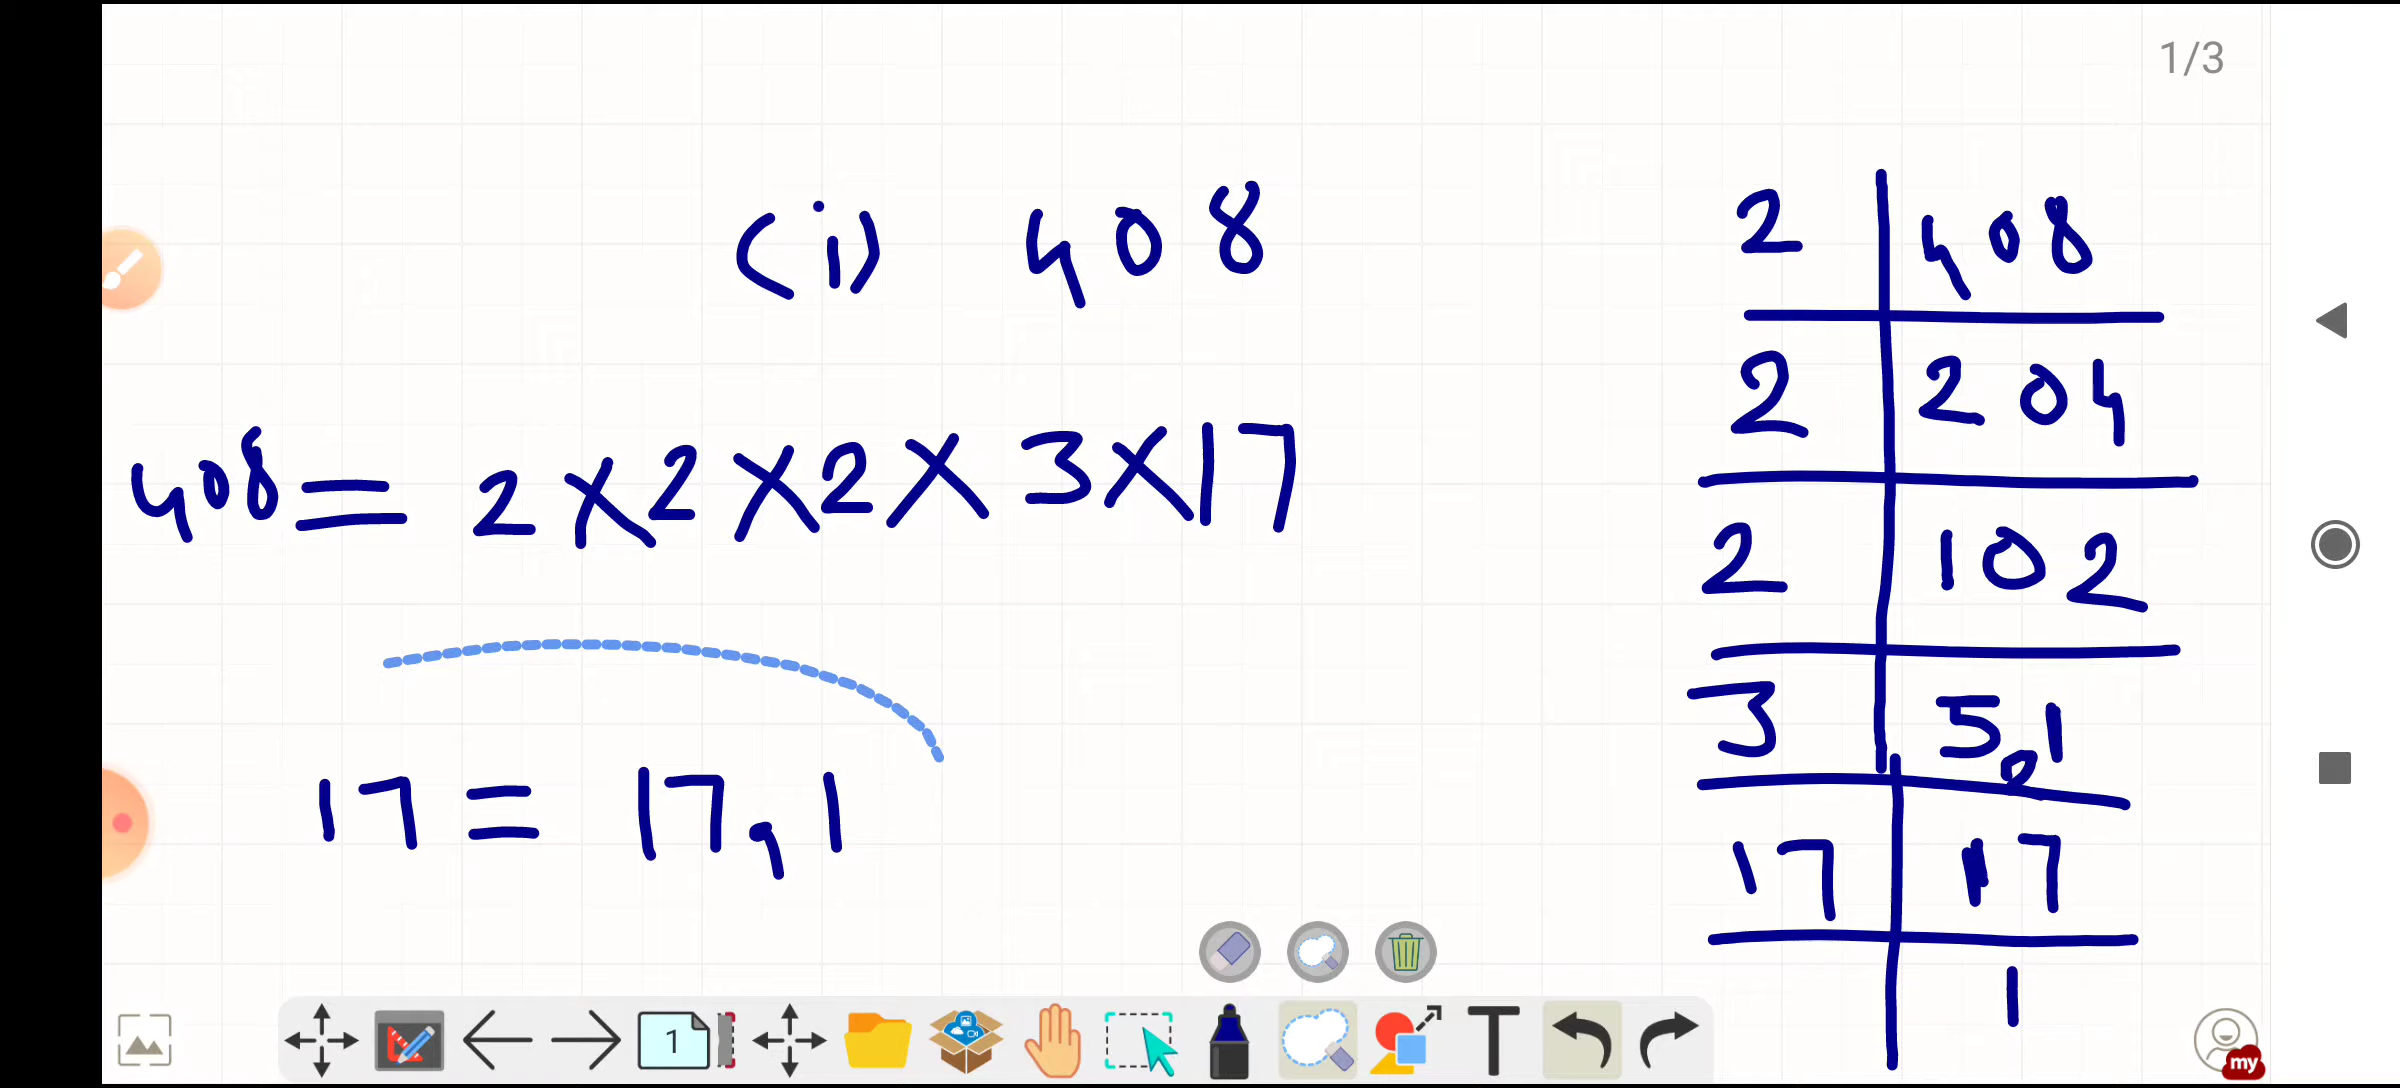 1/3
(i) 408
408 = 2 × 2 × 2 × 3 × 17
17 = 17, 1
2 | 408
2 | 204
2 | 102
3 | 51
17 | 17
| 1
1
T
my